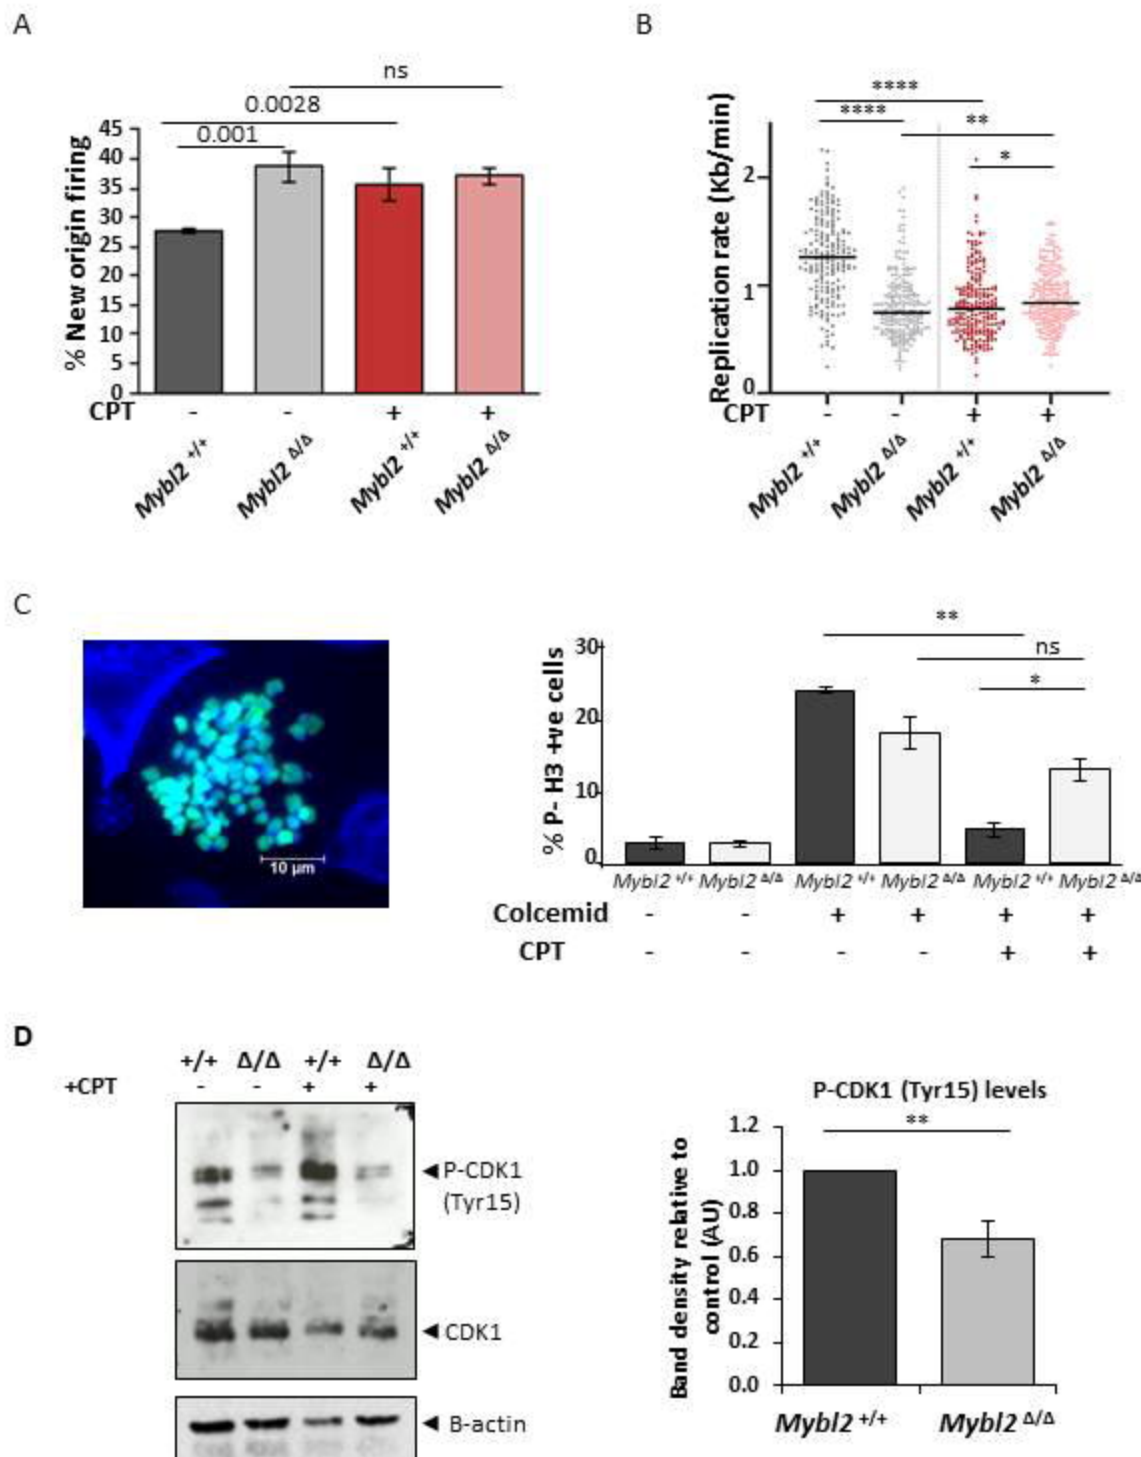 A
ns
0.0028
0.001
% New origin firing
45
40
35
30
25
20
15
10
5
0
CPT - - + +
Mybl2 +/+ Mybl2 Δ/Δ Mybl2 +/+ Mybl2 Δ/Δ
B
****
**** **
*
Replication rate (Kb/min)
2
1
0
CPT - - + +
Mybl2 +/+ Mybl2 Δ/Δ Mybl2 +/+ Mybl2 Δ/Δ
C
10 µm
**
ns
*
% P- H3 +ve cells
30
20
10
0
Mybl2 +/+ Mybl2 Δ/Δ Mybl2 +/+ Mybl2 Δ/Δ Mybl2 +/+ Mybl2 Δ/Δ
Colcemid - - + + + +
CPT - - - - + +
D
+/+ Δ/Δ +/+ Δ/Δ
+CPT - - + +
P-CDK1
(Tyr15)
CDK1
B-actin
P-CDK1 (Tyr15) levels
**
Band density relative to
control (AU)
1.2
1.0
0.8
0.6
0.4
0.2
0.0
Mybl2 +/+ Mybl2 Δ/Δ